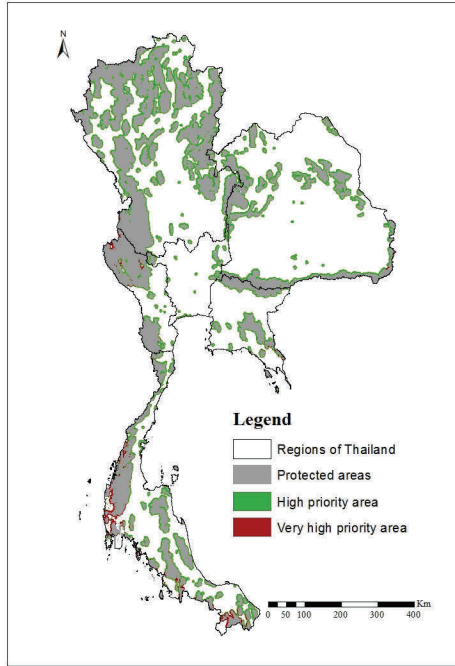 N
Legend
Regions of Thailand
Protected areas
High priority area
Very high priority area
Km
0 50 100 200 300 400